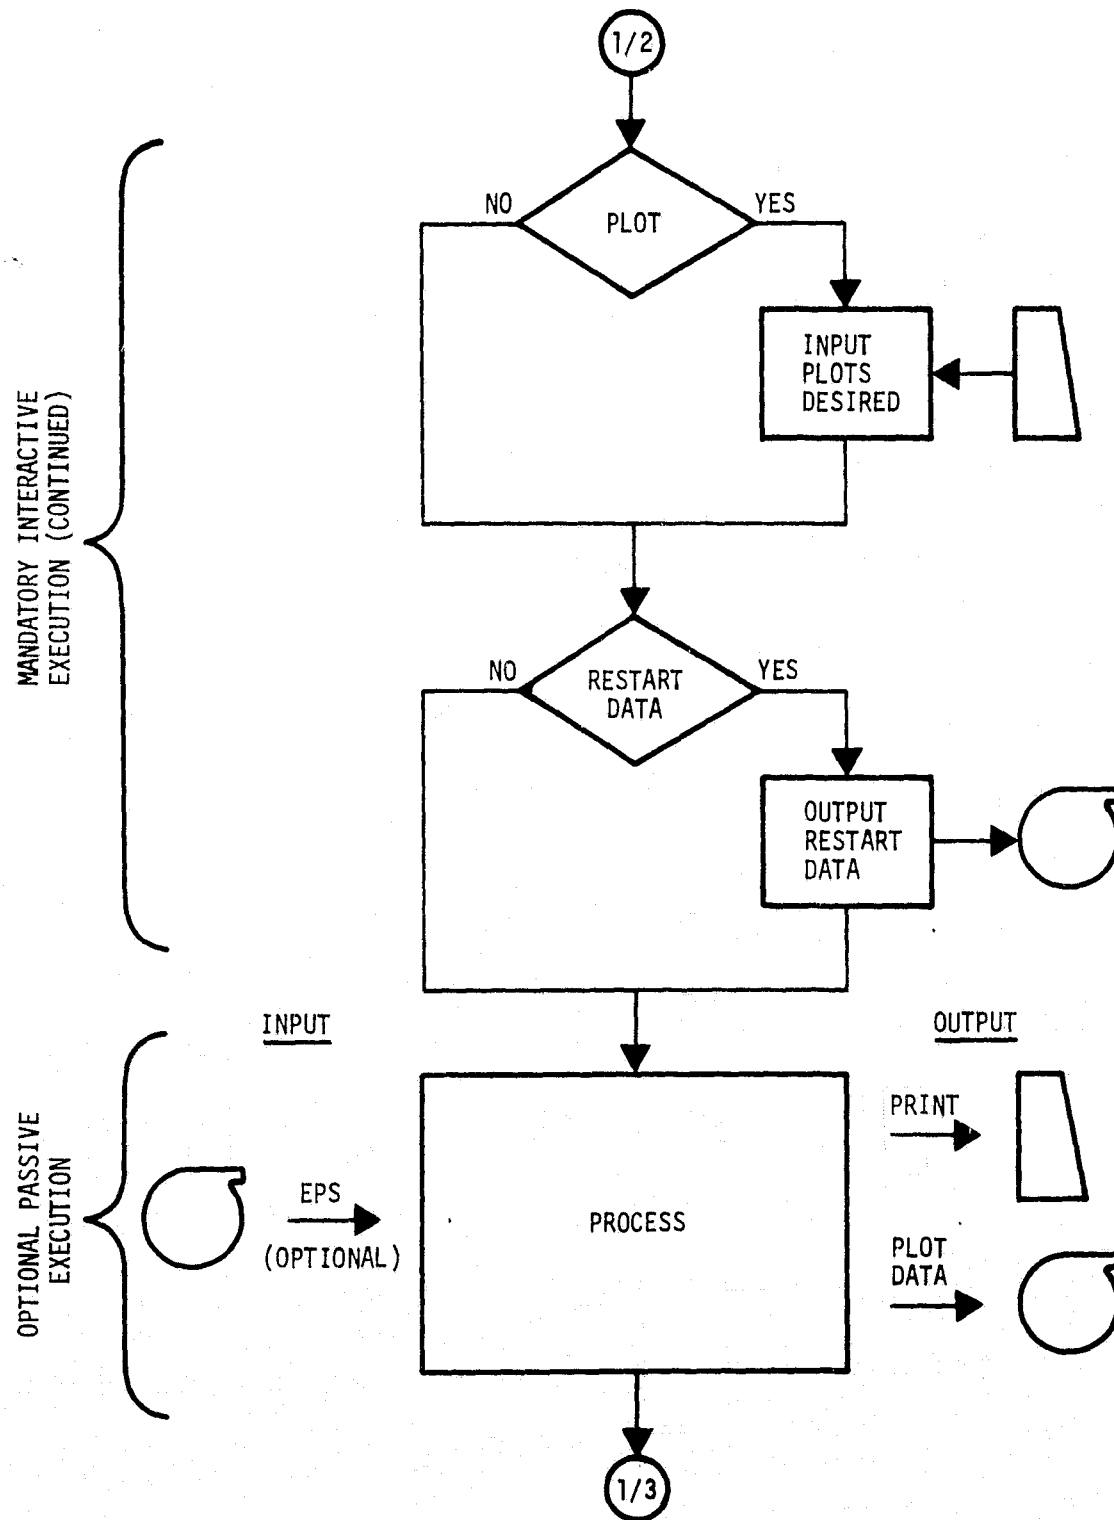 1/2
NO
YES
PLOT
INPUT
PLOTS
DESIRED
MANDATORY INTERACTIVE
EXECUTION (CONTINUED)
NO
YES
RESTART
DATA
OUTPUT
RESTART
DATA
INPUT
OUTPUT
OPTIONAL PASSIVE
EXECUTION
EPS
(OPTIONAL)
PROCESS
PRINT
PLOT
DATA
1/3